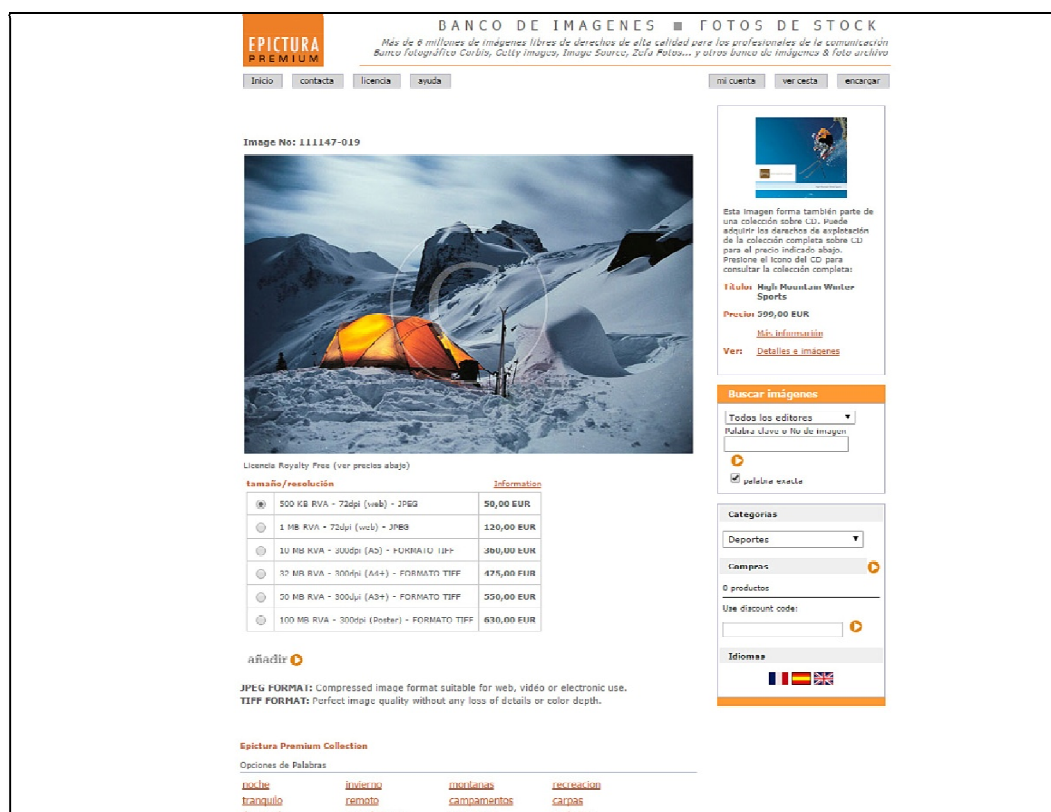 EPICTURA
PREMIUM
BANCO DE IMAGENES ■ FOTOS DE STOCK
Más de 6 millones de imágenes libres de derechos de alta calidad para los profesionales de la comunicación
Banco fotográfico Corbis, Getty Images, Image Source, Zefa Fotos... y otros banco de imágenes & foto archivo
Inicio contacta licencia ayuda mi cuenta ver cesta encargar
Image No: 111147-019
Licencia Royalty Free (ver precios abajo)
tamaño/resolución Information
500 KB RVA - 72dpi (web) - JPEG 50,00 EUR
1 MB RVA - 72dpi (web) - JPEG 120,00 EUR
10 MB RVA - 300dpi (A5) - FORMATO TIFF 360,00 EUR
32 MB RVA - 300dpi (A4+) - FORMATO TIFF 475,00 EUR
50 MB RVA - 300dpi (A3+) - FORMATO TIFF 550,00 EUR
100 MB RVA - 300dpi (Poster) - FORMATO TIFF 630,00 EUR
añadir
JPEG FORMAT: Compressed image format suitable for web, vidéo or electronic use.
TIFF FORMAT: Perfect image quality without any loss of details or color depth.
Epictura Premium Collection
Opciones de Palabras
noche invierno montanas recreacion
tranquilo remoto campamentos carpas
Esta imagen forma también parte de
una colección sobre CD. Puede
adquirir los derechos de explotación
de la colección completa sobre CD
para el precio indicado abajo.
Presione el icono del CD para
consultar la colección completa:
Título: High Mountain Winter
Sports
Precio: 599,00 EUR
Más información
Ver: Detalles e imágenes
Buscar imágenes
Todos los editores
Palabra clave o No de imagen
palabra exacta
Categorías
Deportes
Compras
0 productos
Use discount code:
Idiomas